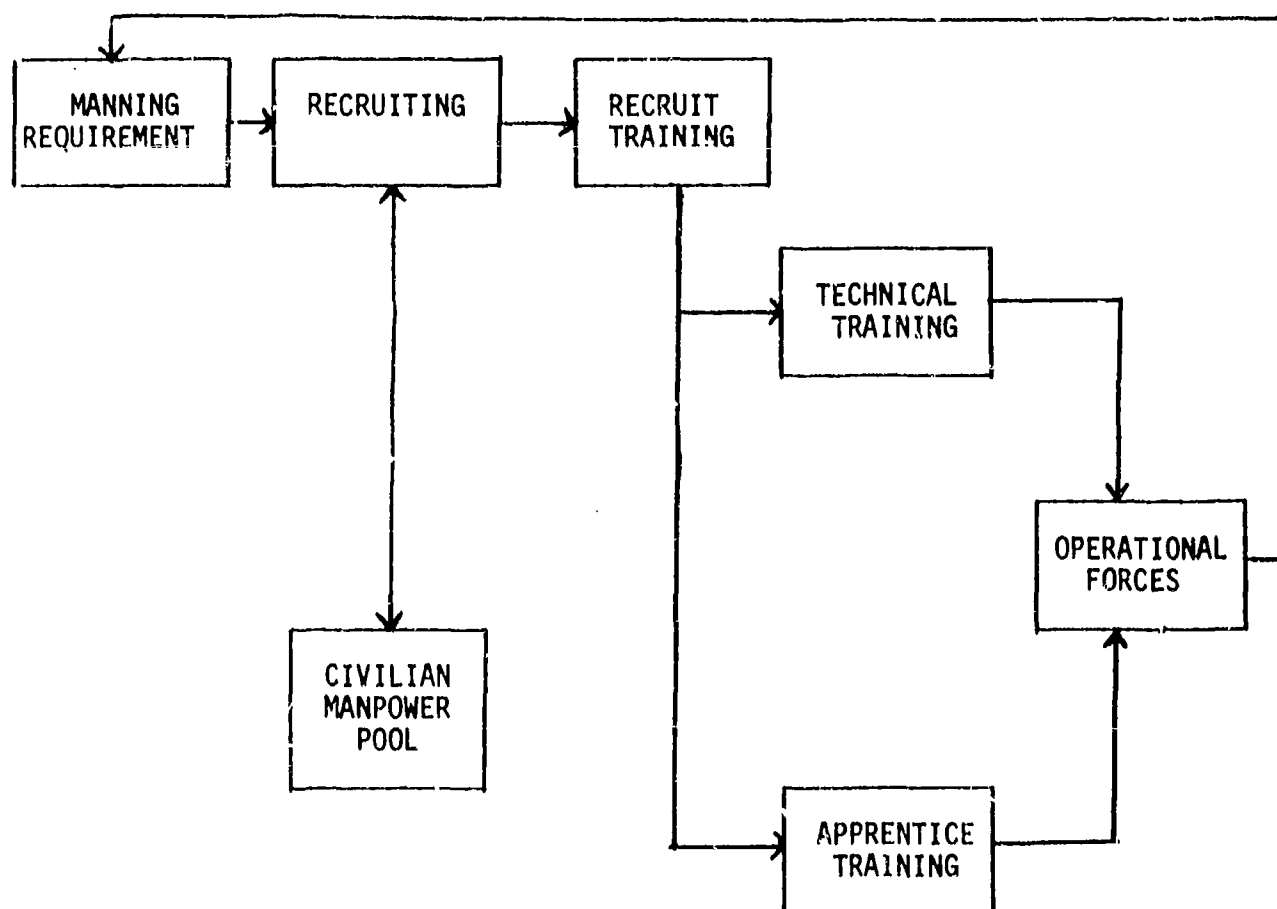 MANNING
REQUIREMENT
RECRUITING
RECRUIT
TRAINING
TECHNICAL
TRAINING
OPERATIONAL
FORCES
CIVILIAN
MANPOWER
POOL
APPRENTICE
TRAINING